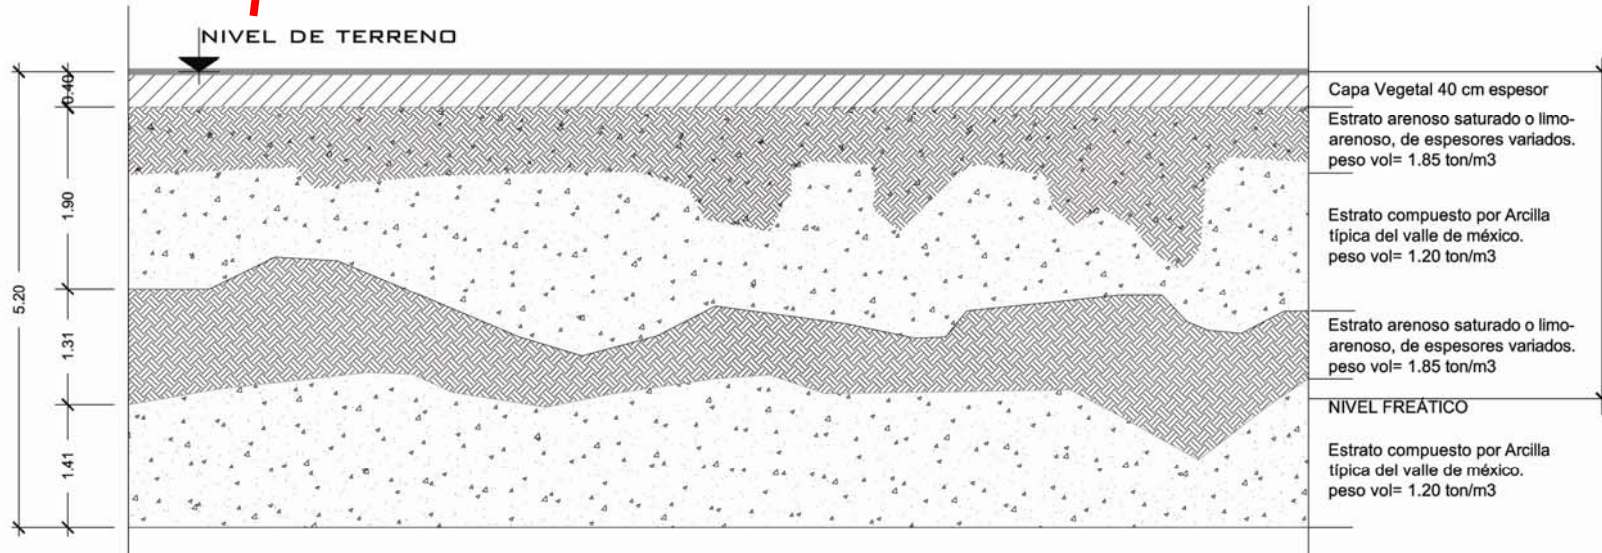 NIVEL DE TERRENO
0.40
1.90
5.20
1.31
1.41
Capa Vegetal 40 cm espesor
Estrato arenoso saturado o limo-
arenoso, de espesores variados.
peso vol= 1.85 ton/m3
Estrato compuesto por Arcilla
típica del valle de méxico.
peso vol= 1.20 ton/m3
Estrato arenoso saturado o limo-
arenoso, de espesores variados.
peso vol= 1.85 ton/m3
NIVEL FREÁTICO
Estrato compuesto por Arcilla
típica del valle de méxico.
peso vol= 1.20 ton/m3